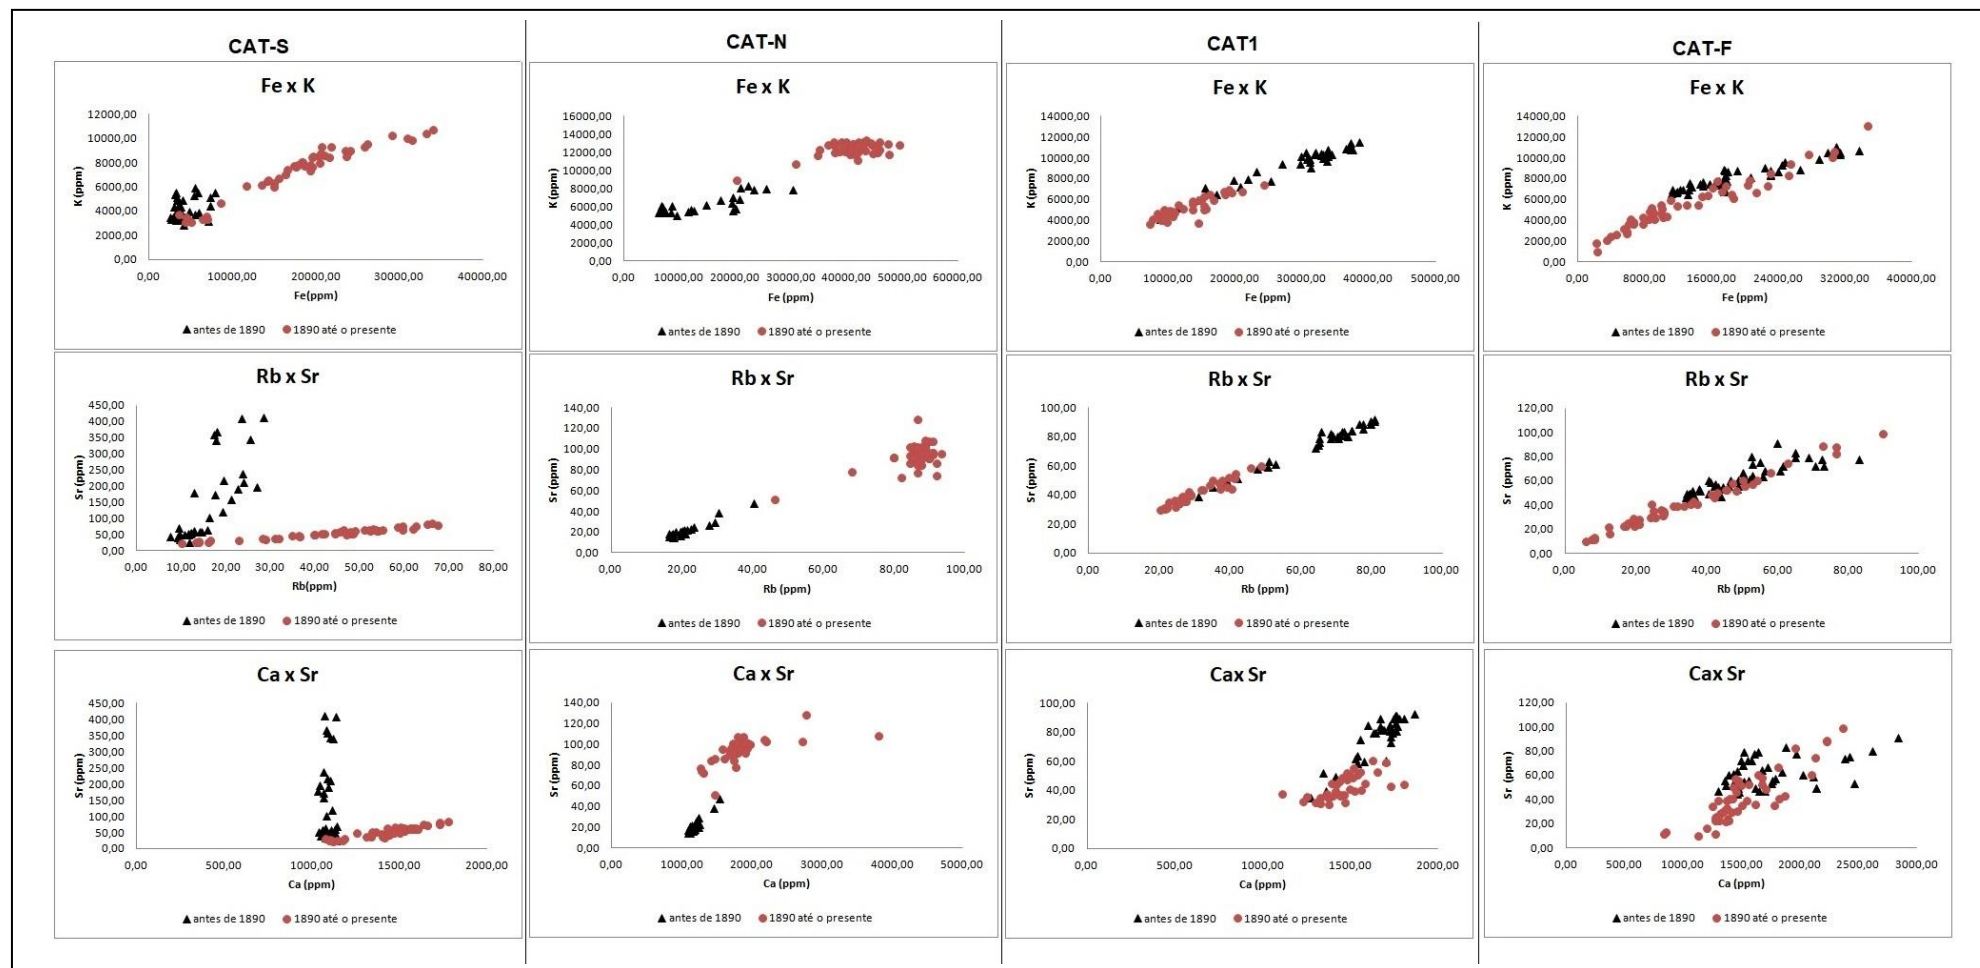 CAT-S
Fe x K
K (ppm)
12000,00
10000,00
8000,00
6000,00
4000,00
2000,00
0,00
0,00 10000,00 20000,00 30000,00 40000,00
Fe(ppm)
antes de 1890 1890 até o presente
Rb x Sr
Sr (ppm)
450,00
400,00
350,00
300,00
250,00
200,00
150,00
100,00
50,00
0,00
0,00 10,00 20,00 30,00 40,00 50,00 60,00 70,00 80,00
Rb(ppm)
antes de 1890 1890 até o presente
Ca x Sr
Sr (ppm)
450,00
400,00
350,00
300,00
250,00
200,00
150,00
100,00
50,00
0,00
0,00 500,00 1000,00 1500,00 2000,00
Ca (ppm)
antes de 1890 1890 até o presente
CAT-N
Fe x K
K (ppm)
16000,00
14000,00
12000,00
10000,00
8000,00
6000,00
4000,00
2000,00
0,00
0,00 10000,00 20000,00 30000,00 40000,00 50000,00 60000,00
Fe (ppm)
antes de 1890 1890 até o presente
Rb x Sr
Sr (ppm)
140,00
120,00
100,00
80,00
60,00
40,00
20,00
0,00
0,00 20,00 40,00 60,00 80,00 100,00
Rb (ppm)
antes de 1890 1890 até o presente
Ca x Sr
Sr (ppm)
140,00
120,00
100,00
80,00
60,00
40,00
20,00
0,00
0,00 1000,00 2000,00 3000,00 4000,00 5000,00
Ca (ppm)
antes de 1890 1890 até o presente
CAT1
Fe x K
K (ppm)
14000,00
12000,00
10000,00
8000,00
6000,00
4000,00
2000,00
0,00
0,00 10000,00 20000,00 30000,00 40000,00 50000,00
Fe (ppm)
antes de 1890 1890 até o presente
Rb x Sr
Sr (ppm)
100,00
80,00
60,00
40,00
20,00
0,00
0,00 20,00 40,00 60,00 80,00 100,00
Rb (ppm)
antes de 1890 1890 até o presente
Cax Sr
Sr (ppm)
100,00
80,00
60,00
40,00
20,00
0,00
0,00 500,00 1000,00 1500,00 2000,00
Ca (ppm)
antes de 1890 1890 até o presente
CAT-F
Fe x K
K (ppm)
14000,00
12000,00
10000,00
8000,00
6000,00
4000,00
2000,00
0,00
0,00 8000,00 16000,00 24000,00 32000,00 40000,00
Fe (ppm)
antes de 1890 1890 até o presente
Rb x Sr
Sr (ppm)
120,00
100,00
80,00
60,00
40,00
20,00
0,00
0,00 20,00 40,00 60,00 80,00 100,00
Rb (ppm)
antes de 1890 1890 até o presente
Cax Sr
Sr (ppm)
120,00
100,00
80,00
60,00
40,00
20,00
0,00
0,00 500,00 1000,00 1500,00 2000,00 2500,00 3000,00
Ca (ppm)
antes de 1890 1890 até o presente